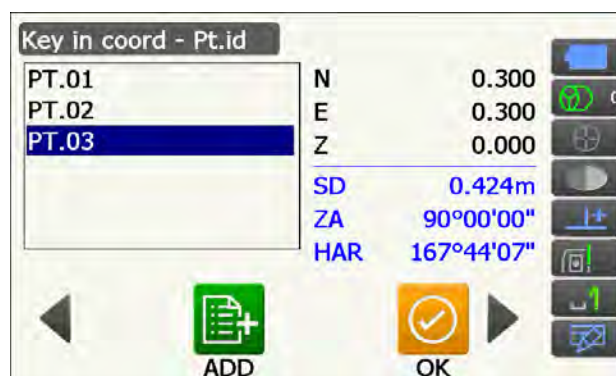 Key in coord - Pt.id
PT.01
PT.02
PT.03
N 0.300
E 0.300
Z 0.000
SD 0.424m
ZA 90°00'00"
HAR 167°44'07"
ADD
OK